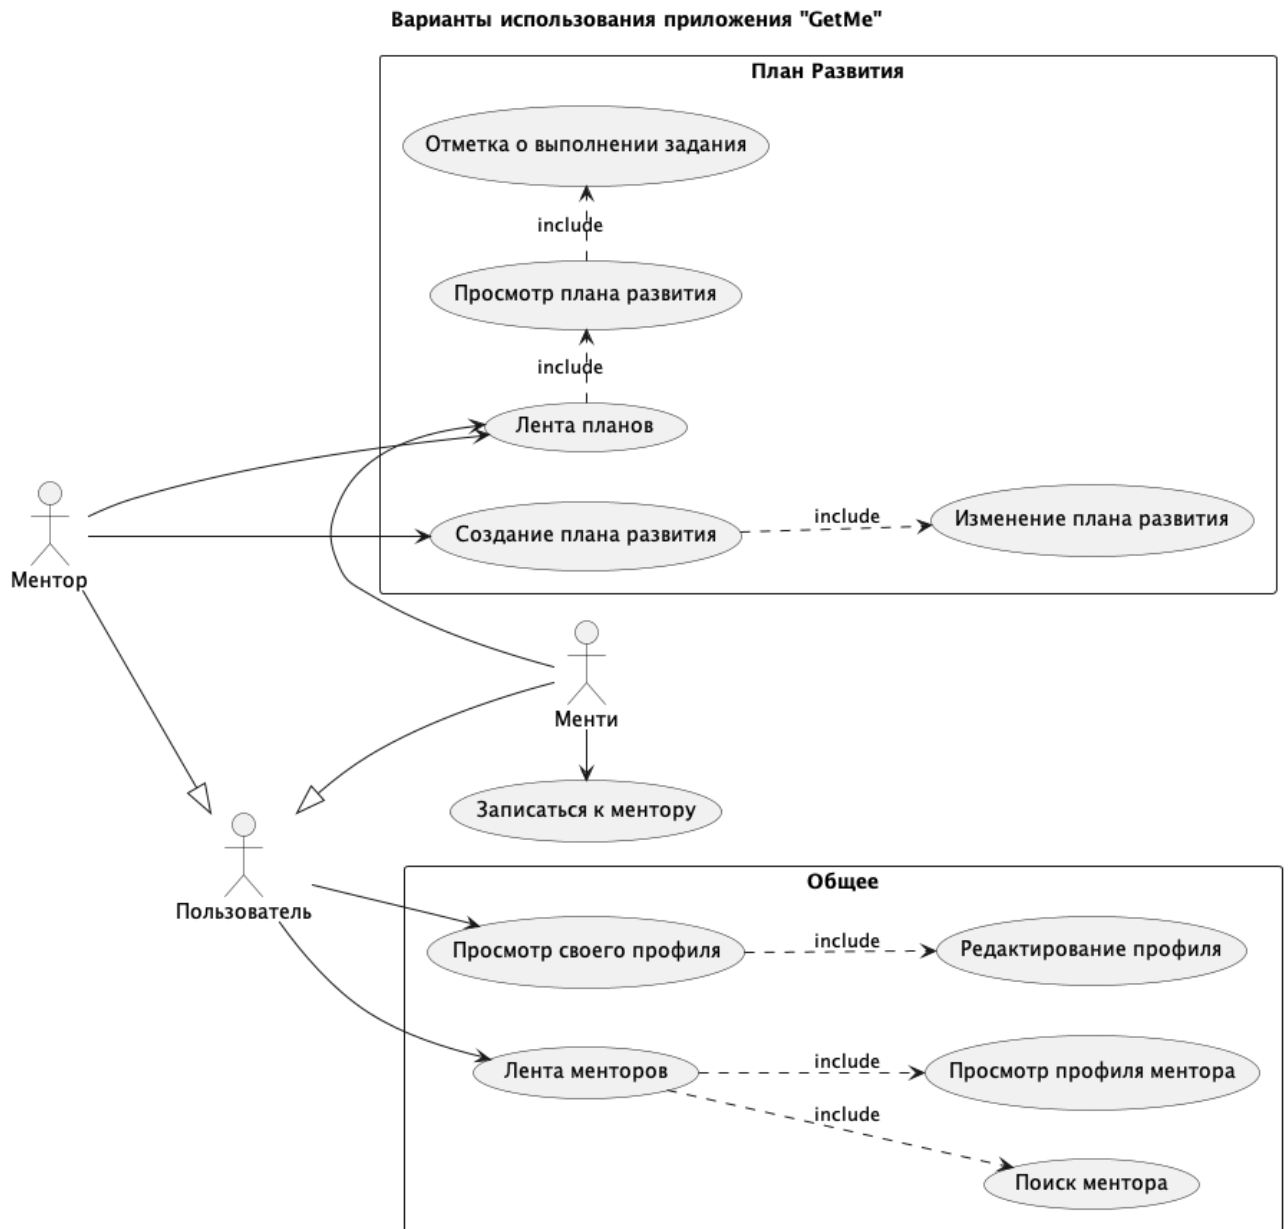 Варианты использования приложения "GetMe"
План Развития
Отметка о выполнении задания
include
Просмотр плана развития
include
Лента планов
Создание плана развития
include
Изменение плана развития
Ментор
Менти
Записаться к ментору
Пользователь
Общее
Просмотр своего профиля
include
Редактирование профиля
Лента менторов
include
Просмотр профиля ментора
include
Поиск ментора